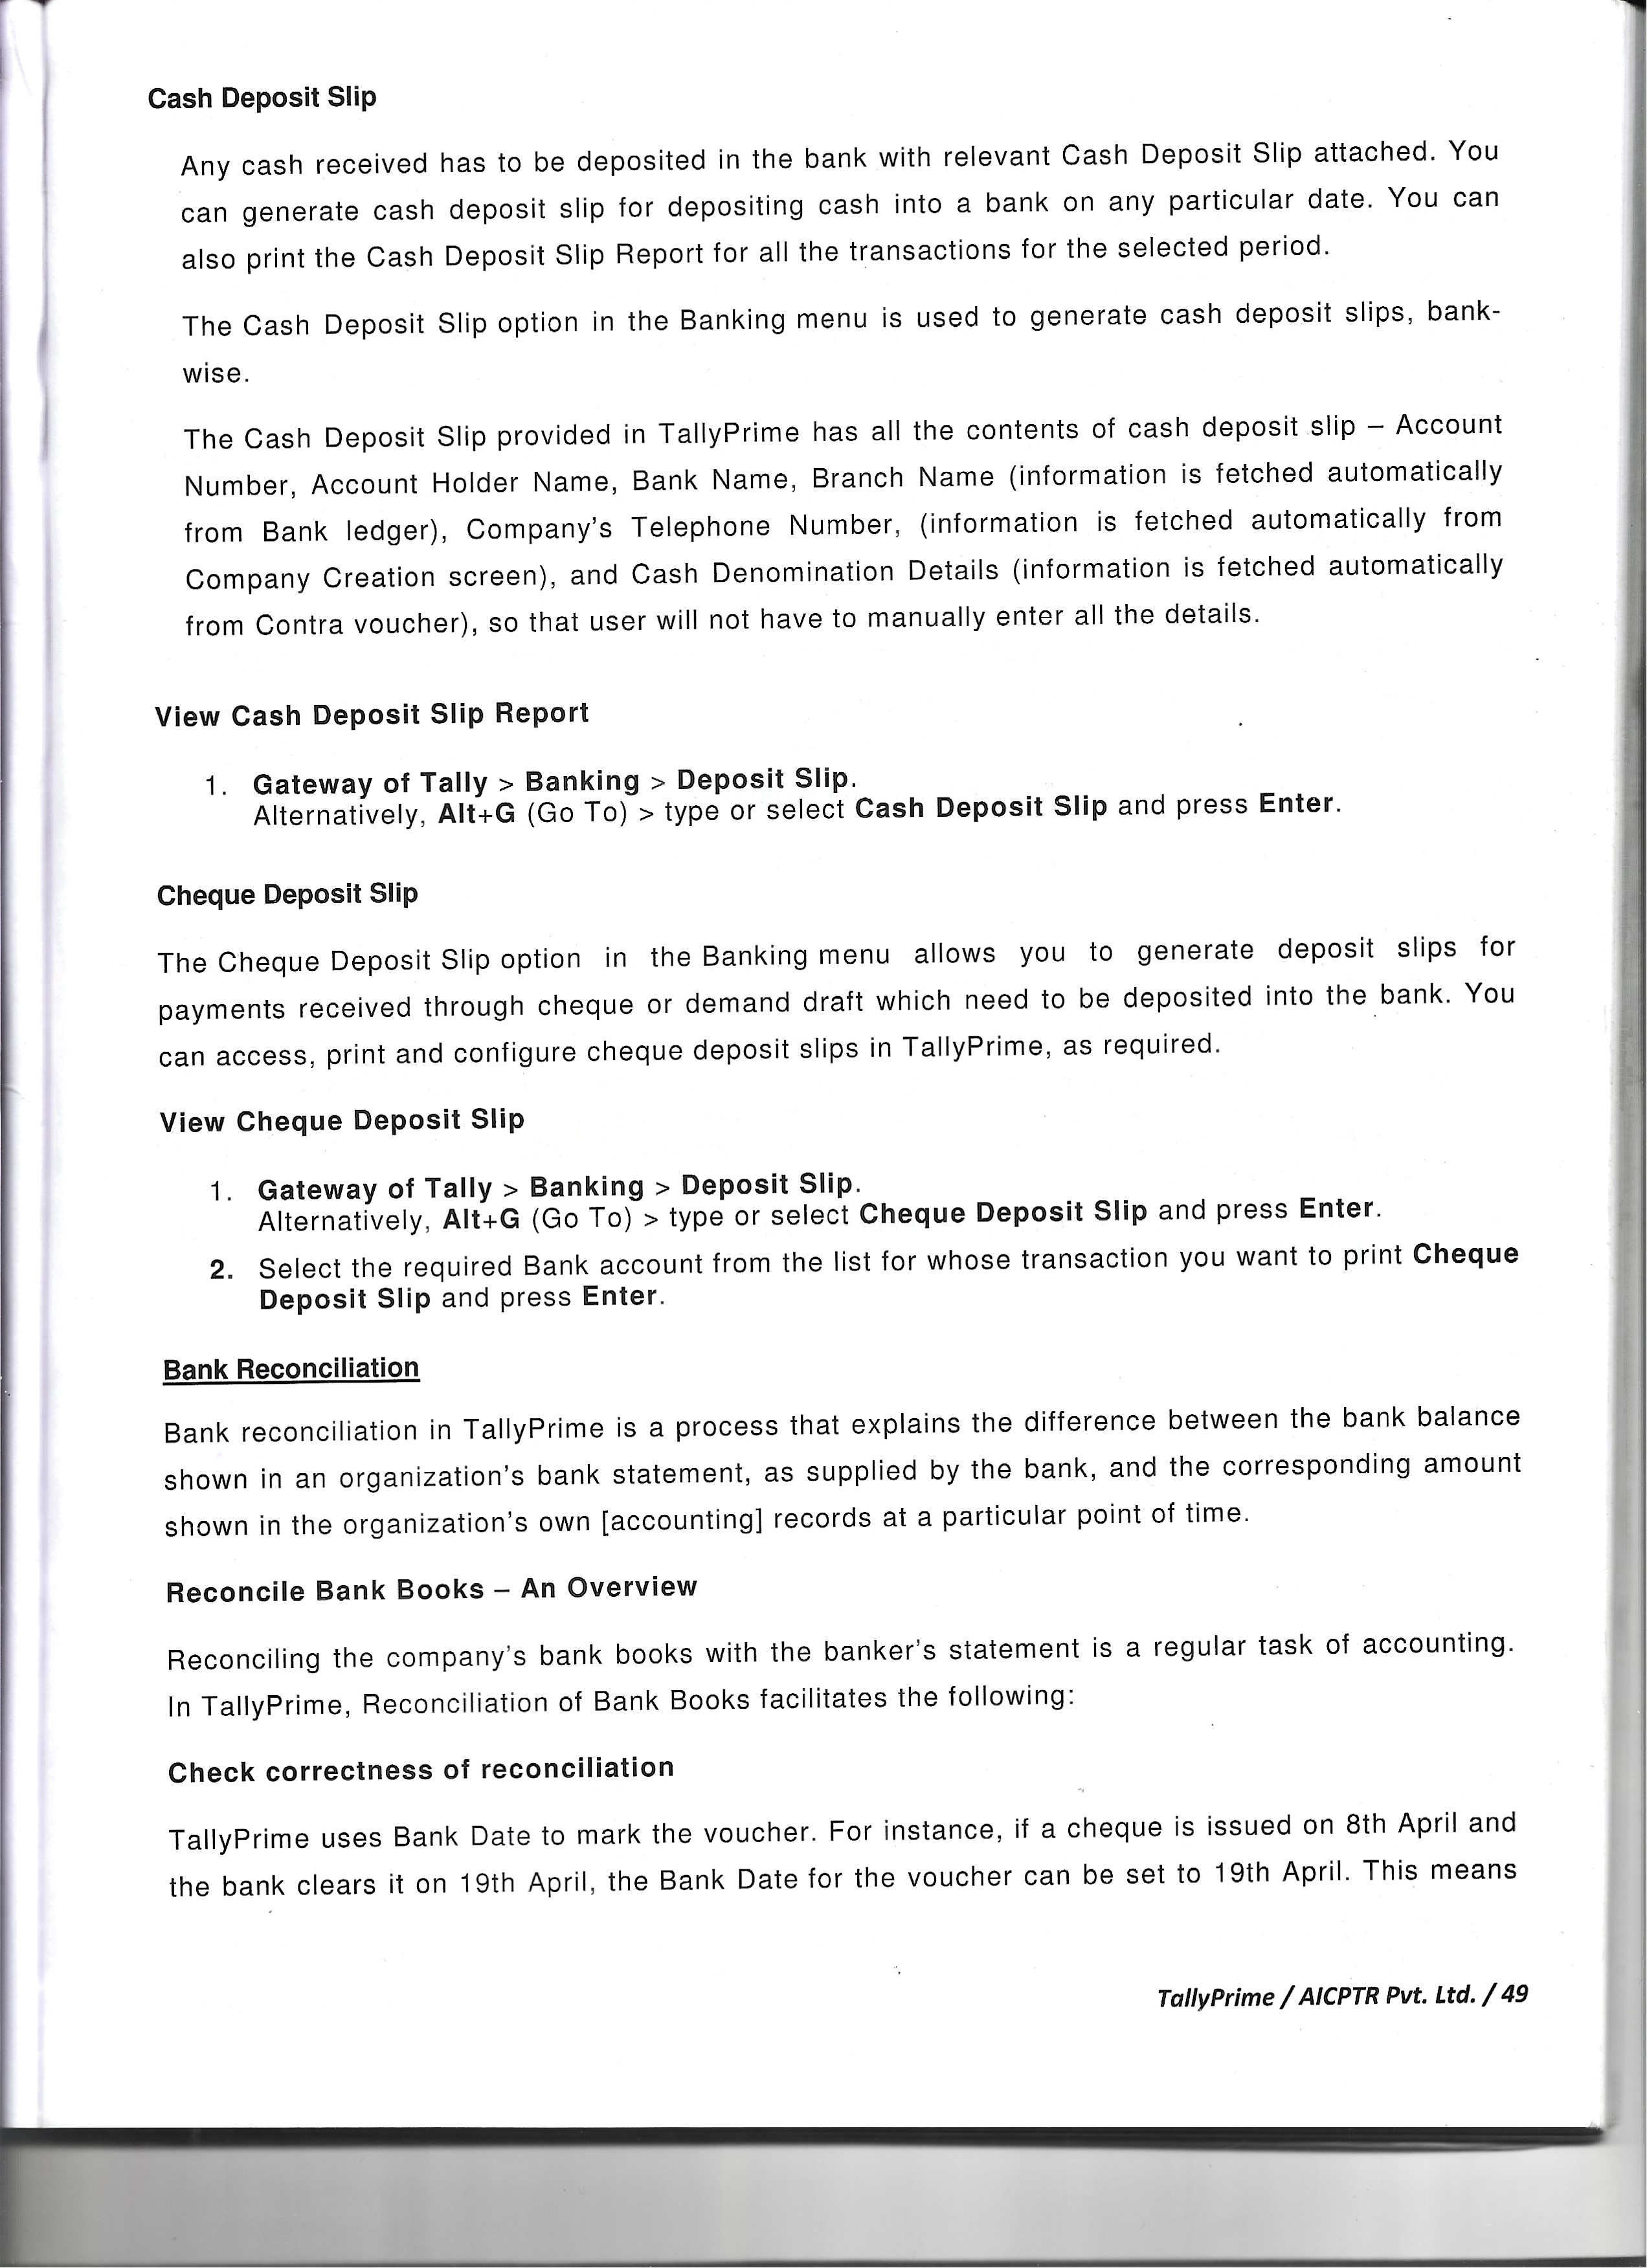 Cash Deposit Slip
Any cash received has to be deposited in the bank with relevant Cash Deposit Slip attached. You
can generate cash deposit slip for depositing cash into a bank on any particular date. You can
also print the Cash Deposit Slip Report for all the transactions for the selected period.
The Cash Deposit Slip option in the Banking menu is used to generate cash deposit slips, bank-
wise.
The Cash Deposit Slip provided in TallyPrime has all the contents of cash deposit slip – Account
Number, Account Holder Name, Bank Name, Branch Name (information is fetched automatically
from Bank ledger), Company's Telephone Number, (information is fetched automatically from
Company Creation screen), and Cash Denomination Details (information is fetched automatically
from Contra voucher), so that user will not have to manually enter all the details.
View Cash Deposit Slip Report
1. Gateway of Tally > Banking > Deposit Slip.
Alternatively, Alt+G (Go To) > type or select Cash Deposit Slip and press Enter.
Cheque Deposit Slip
The Cheque Deposit Slip option in the Banking menu allows you to generate deposit slips for
payments received through cheque or demand draft which need to be deposited into the bank. You
can access, print and configure cheque deposit slips in TallyPrime, as required.
View Cheque Deposit Slip
1. Gateway of Tally > Banking > Deposit Slip.
Alternatively, Alt+G (Go To) > type or select Cheque Deposit Slip and press Enter.
2. Select the required Bank account from the list for whose transaction you want to print Cheque
Deposit Slip and press Enter.
Bank Reconciliation
Bank reconciliation in TallyPrime is a process that explains the difference between the bank balance
shown in an organization's bank statement, as supplied by the bank, and the corresponding amount
shown in the organization's own [accounting] records at a particular point of time.
Reconcile Bank Books – An Overview
Reconciling the company's bank books with the banker's statement is a regular task of accounting.
In TallyPrime, Reconciliation of Bank Books facilitates the following:
Check correctness of reconciliation
TallyPrime uses Bank Date to mark the voucher. For instance, if a cheque is issued on 8th April and
the bank clears it on 19th April, the Bank Date for the voucher can be set to 19th April. This means
TallyPrime / AICPTR Pvt. Ltd. / 49